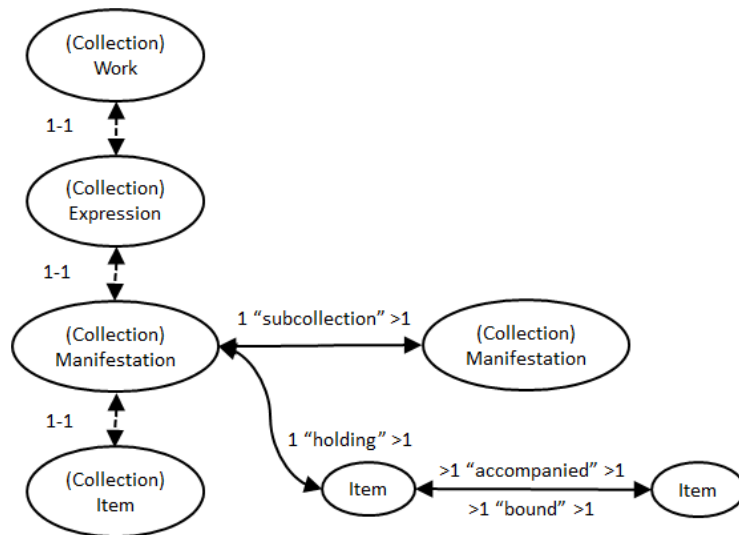 (Collection)
Work
1-1
(Collection)
Expression
1-1
1 “subcollection” >1
(Collection)
Manifestation
(Collection)
Manifestation
1-1
1 “holding” >1
(Collection)
Item
Item
>1 “accompanied” >1
>1 “bound” >1
Item